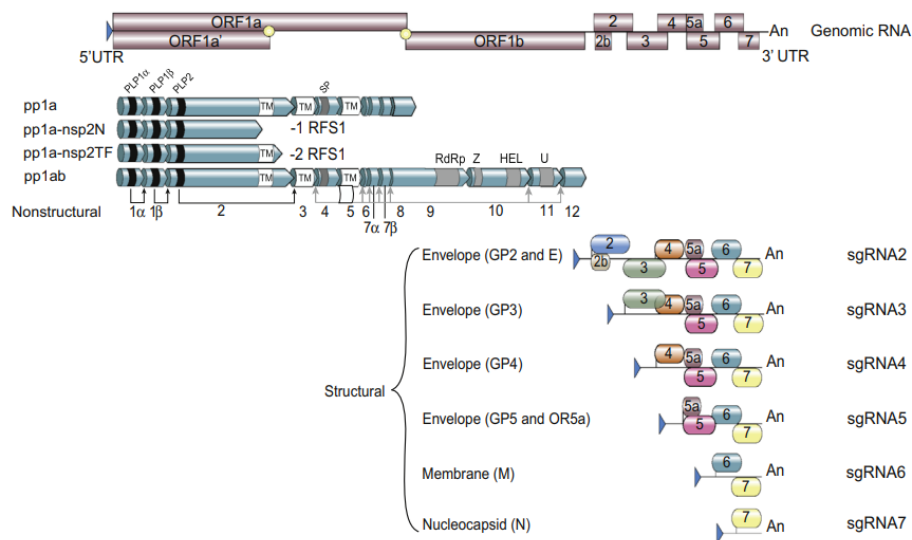 ORF1a 2 4 5a 6 An Genomic RNA
ORF1a' ORF1b 2b 3 5 7
5'UTR 3' UTR
PLP1α PLP1β PLP2 SP
pp1a TM TM TM
pp1a-nsp2N -1 RFS1
pp1a-nsp2TF TM -2 RFS1
RdRp Z HEL U
pp1ab TM TM TM
Nonstructural 1α 1β 2 3 4 5 6 7α 7β 8 9 10 11 12
Envelope (GP2 and E) 2 2b 3 4 5a 5 6 7 An sgRNA2
Envelope (GP3) 3 4 5a 5 6 7 An sgRNA3
Envelope (GP4) 4 5a 5 6 7 An sgRNA4
Structural
Envelope (GP5 and OR5a) 5a 5 6 7 An sgRNA5
Membrane (M) 6 7 An sgRNA6
Nucleocapsid (N) 7 An sgRNA7